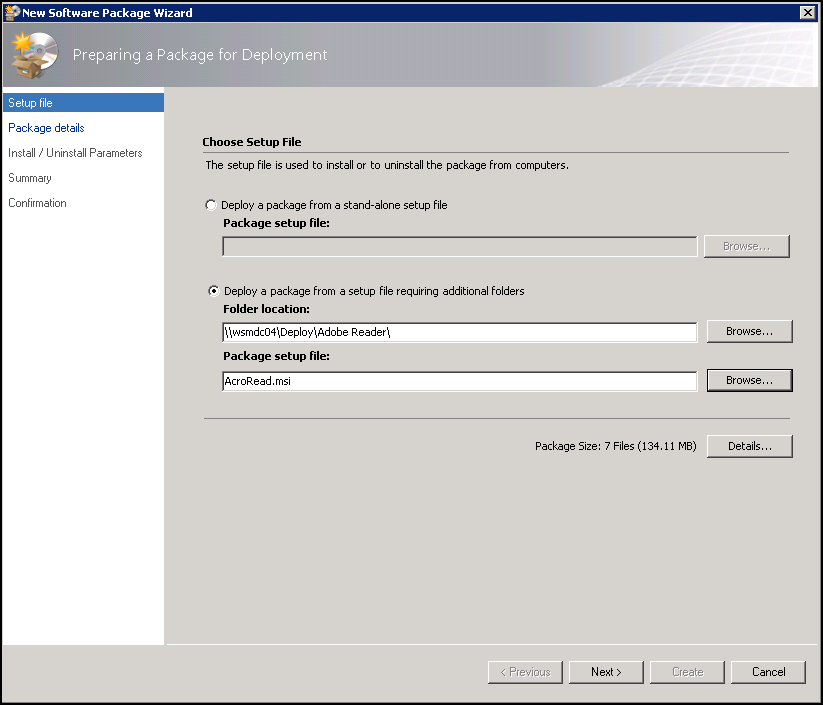 New Software Package Wizard
Preparing a Package for Deployment
Setup file
Package details
Install / Uninstall Parameters
Summary
Confirmation
Choose Setup File
The setup file is used to install or to uninstall the package from computers.
Deploy a package from a stand-alone setup file
Package setup file:
Browse...
Deploy a package from a setup file requiring additional folders
Folder location:
\\wsmdc04\Deploy\Adobe Reader\ Browse...
Package setup file:
AcroRead.msi Browse...
Package Size: 7 Files (134.11 MB) Details...
< Previous Next > Create Cancel